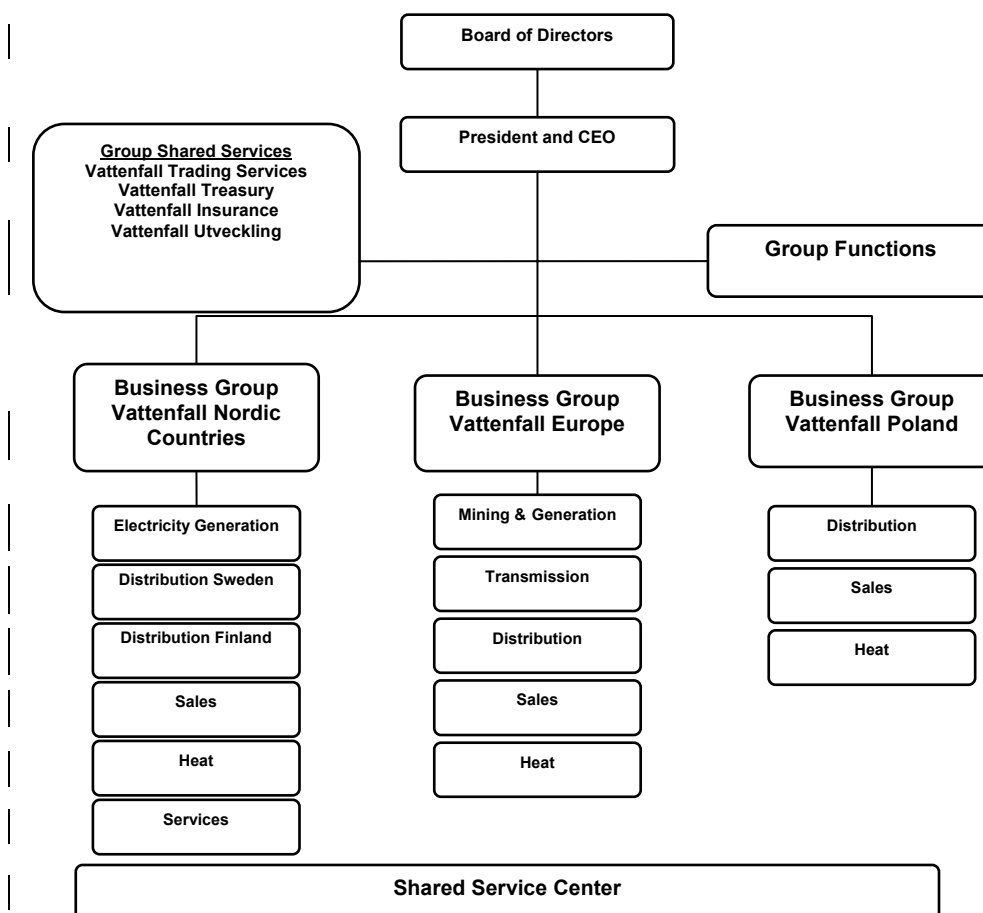 Board of Directors
President and CEO
Group Shared Services
Vattenfall Trading Services
Vattenfall Treasury
Vattenfall Insurance
Vattenfall Utveckling
Group Functions
Business Group
Vattenfall Nordic
Countries
Business Group
Vattenfall Europe
Business Group
Vattenfall Poland
Electricity Generation
Distribution Sweden
Distribution Finland
Sales
Heat
Services
Mining & Generation
Transmission
Distribution
Sales
Heat
Distribution
Sales
Heat
Shared Service Center